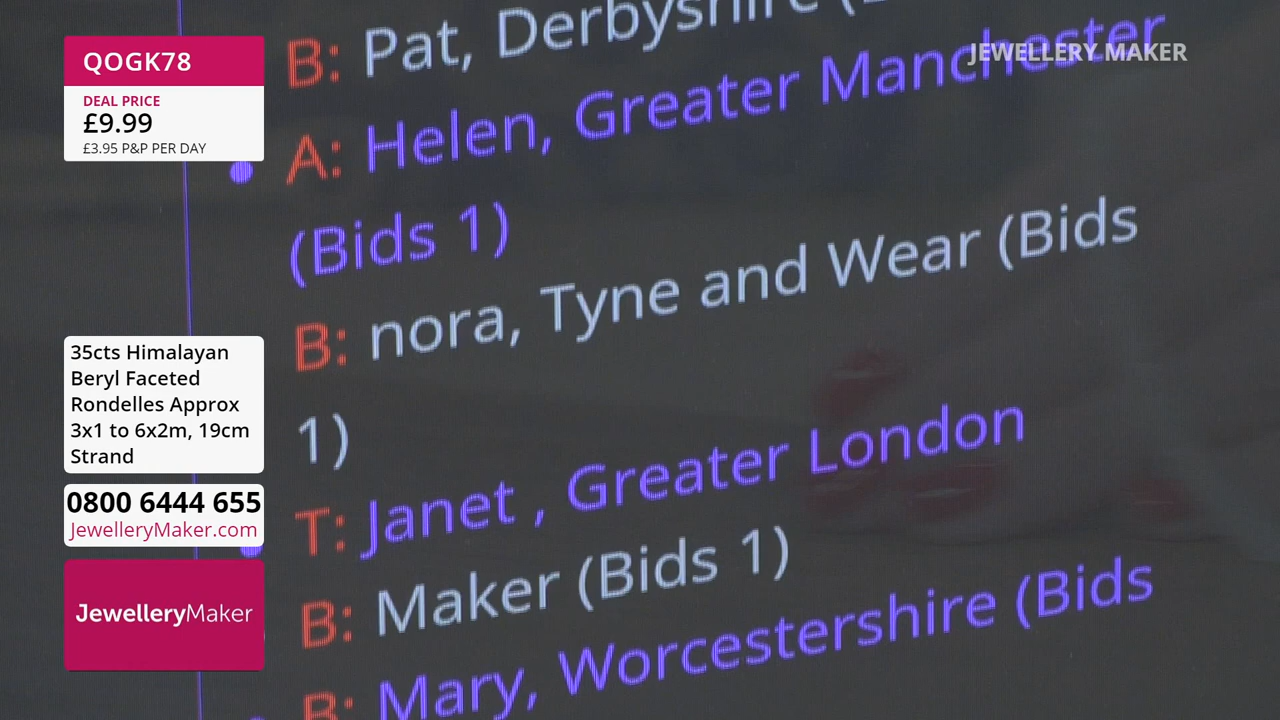 QOGK78
DEAL PRICE
£9.99
£3.95 P&P PER DAY
35cts Himalayan
Beryl Faceted
Rondelles Approx
3x1 to 6x2m, 19cm
Strand
0800 6444 655
JewelleryMaker.com
JewelleryMaker
JEWELLERY MAKER
B: Pat, Derbyshire
A: Helen, Greater Manchester
(Bids 1)
B: nora, Tyne and Wear (Bids
1)
T: Janet , Greater London
B: Maker (Bids 1)
B: Mary, Worcestershire (Bids